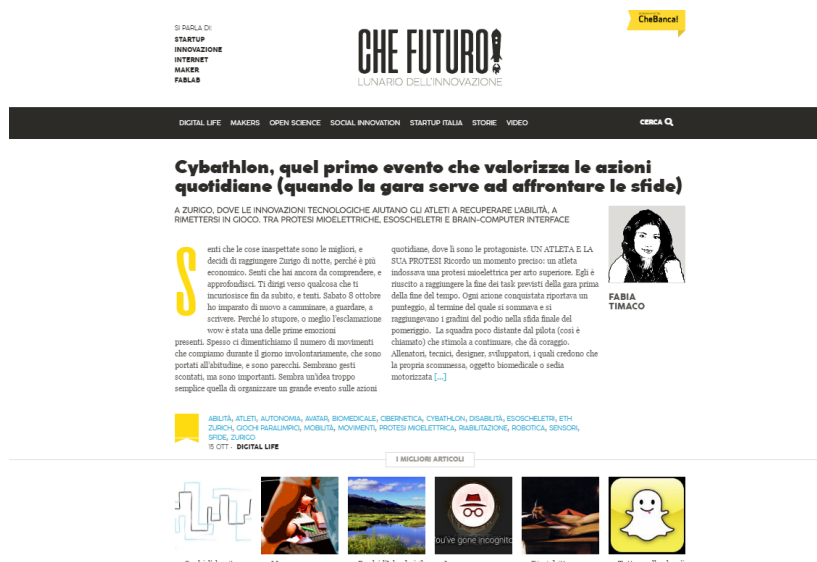 SI PARLA DI:
STARTUP
INNOVAZIONE
INTERNET
MAKER
FABLAB
CHE FUTURO!
LUNARIO DELL'INNOVAZIONE
CheBanca!
DIGITAL LIFE MAKERS OPEN SCIENCE SOCIAL INNOVATION STARTUP ITALIA STORIE VIDEO
CERCA
Cybathlon, quel primo evento che valorizza le azioni
quotidiane (quando la gara serve ad affrontare le sfide)
A ZURIGO, DOVE LE INNOVAZIONI TECNOLOGICHE AIUTANO GLI ATLETI A RECUPERARE L'ABILITÀ, A
RIMETTERSI IN GIOCO. TRA PROTESI MIOELETTRICHE, ESOSCHELETRI E BRAIN-COMPUTER INTERFACE
Senti che le cose inaspettate sono le migliori, e
decidi di raggiungere Zurigo di notte, perché è più
economico. Senti che hai ancora da comprendere, e
approfondisci. Ti dirigi verso qualcosa che ti
incuriosisce fin da subito, e tenti. Sabato 8 ottobre
ho imparato di nuovo a camminare, a guardare, a
scrivere. Perché lo stupore, o meglio l'esclamazione
wow è stata una delle prime emozioni
presenti. Spesso ci dimentichiamo il numero di movimenti
che compiamo durante il giorno involontariamente, che sono
portati all'abitudine, e sono parecchi. Sembrano gesti
scontati, ma sono importanti. Sembra un'idea troppo
semplice quella di organizzare un grande evento sulle azioni
quotidiane, dove lì sono le protagoniste. UN ATLETA E LA
SUA PROTESI Ricordo un momento preciso: un atleta
indossava una protesi mioelettrica per arto superiore. Egli è
riuscito a raggiungere la fine dei task previsti della gara prima
della fine del tempo. Ogni azione conquistata riportava un
punteggio, al termine del quale si sommava e si
raggiungevano i gradini del podio nella sfida finale del
pomeriggio. La squadra poco distante dal pilota (così è
chiamato) che stimola a continuare, che dà coraggio.
Allenatori, tecnici, designer, sviluppatori, i quali credono che
la propria scommessa, oggetto biomedicale o sedia
motorizzata [...]
FABIA
TIMACO
ABILITÀ, ATLETI, AUTONOMIA, AVATAR, BIOMEDICALE, CIBERNETICA, CYBATHLON, DISABILITÀ, ESOSCHELETRI, ETH
ZURICH, GIOCHI PARALIMPICI, MOBILITÀ, MOVIMENTI, PROTESI MIOELETTRICA, RIABILITAZIONE, ROBOTICA, SENSORI,
SFIDE, ZURIGO
15 OTT - DIGITAL LIFE
I MIGLIORI ARTICOLI
You've gone incognito